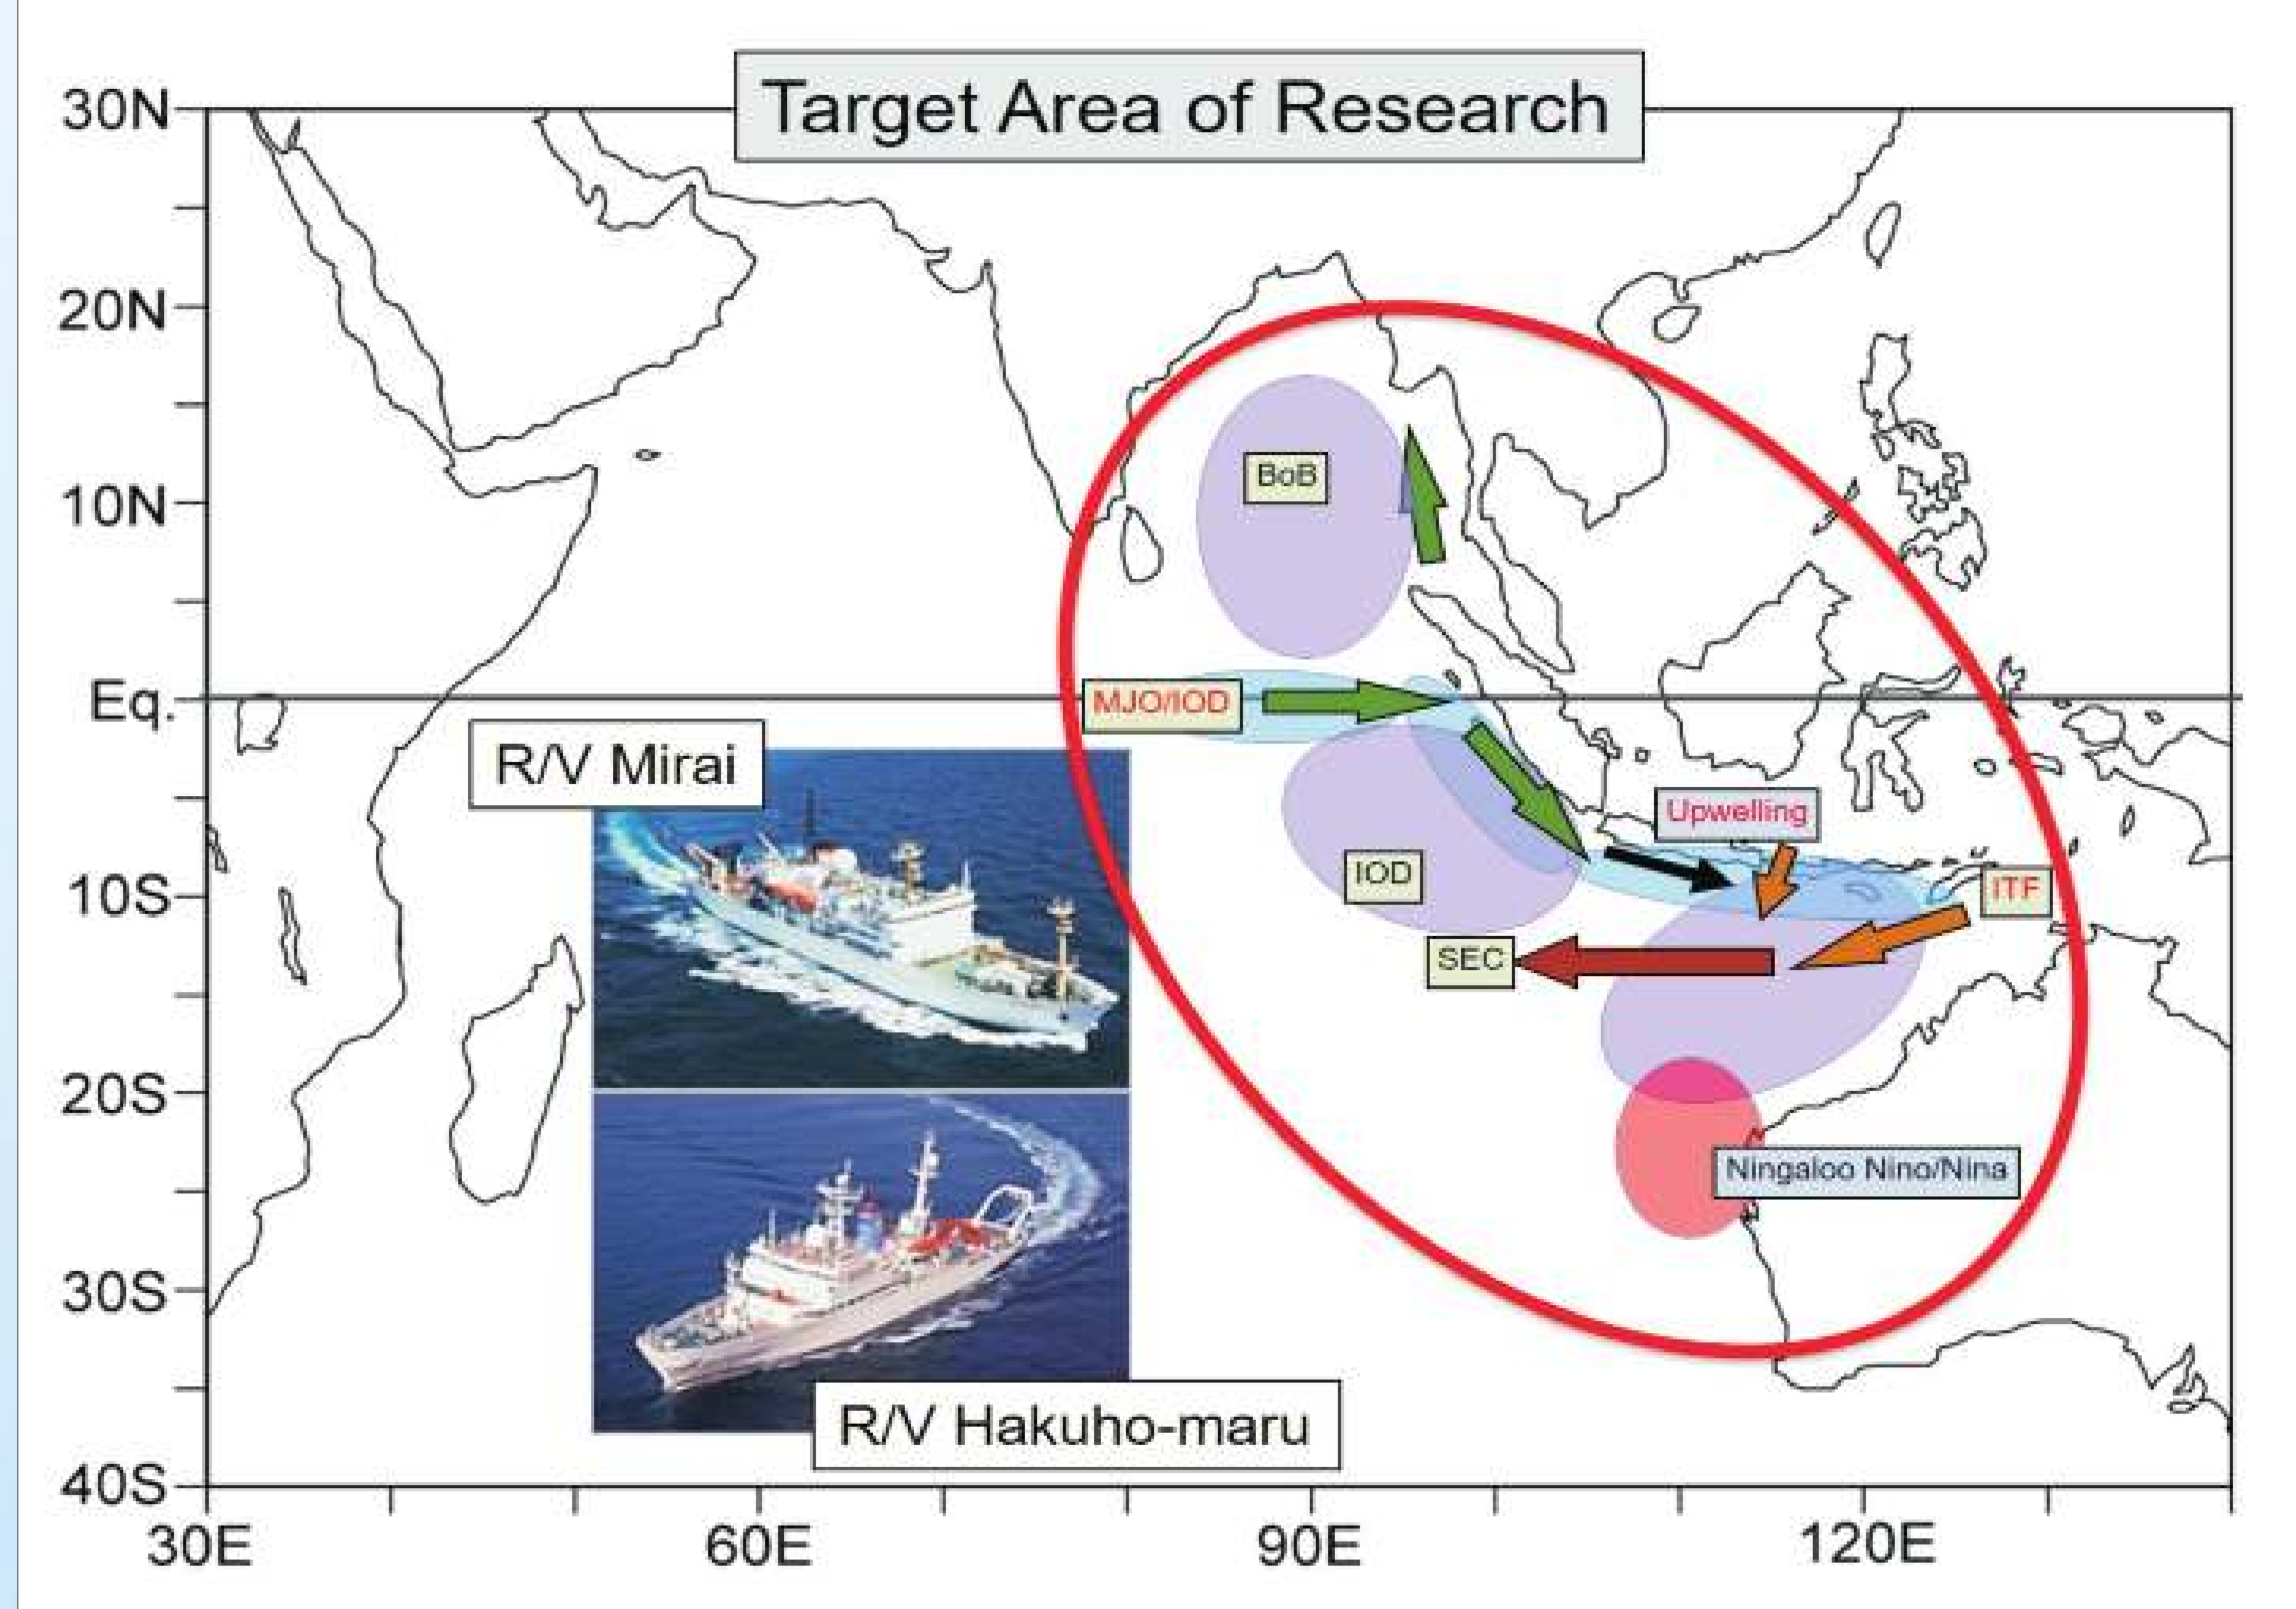 Target Area of Research
30N
20N
10N
Eq.
10S
20S
30S
40S
30E
60E
90E
120E
BoB
MJO/IOD
R/V Mirai
Upwelling
IOD
ITF
SEC
Ningaloo Nino/Nina
R/V Hakuho-maru